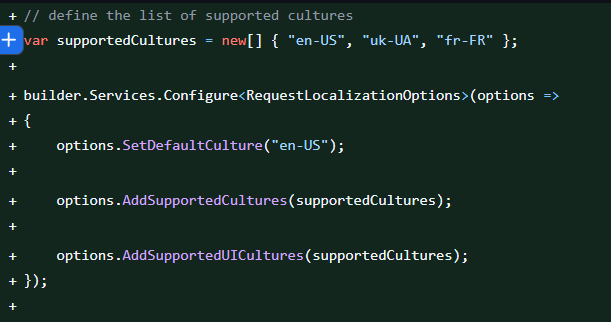 + // define the list of supported cultures
+ var supportedCultures = new[] { "en-US", "uk-UA", "fr-FR" };
+
+ builder.Services.Configure<RequestLocalizationOptions>(options =>
+ {
+     options.SetDefaultCulture("en-US");
+
+     options.AddSupportedCultures(supportedCultures);
+
+     options.AddSupportedUICultures(supportedCultures);
+ });
+